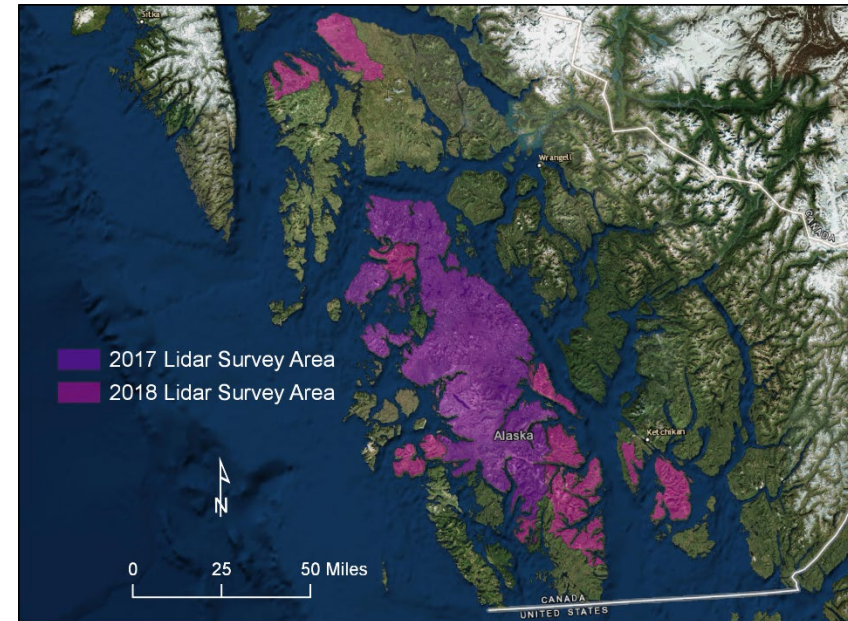 Sitka
Wrangell
CANADA
2017 Lidar Survey Area
2018 Lidar Survey Area
Alaska
Ketchikan
N
0 25 50 Miles
CANADA
UNITED STATES